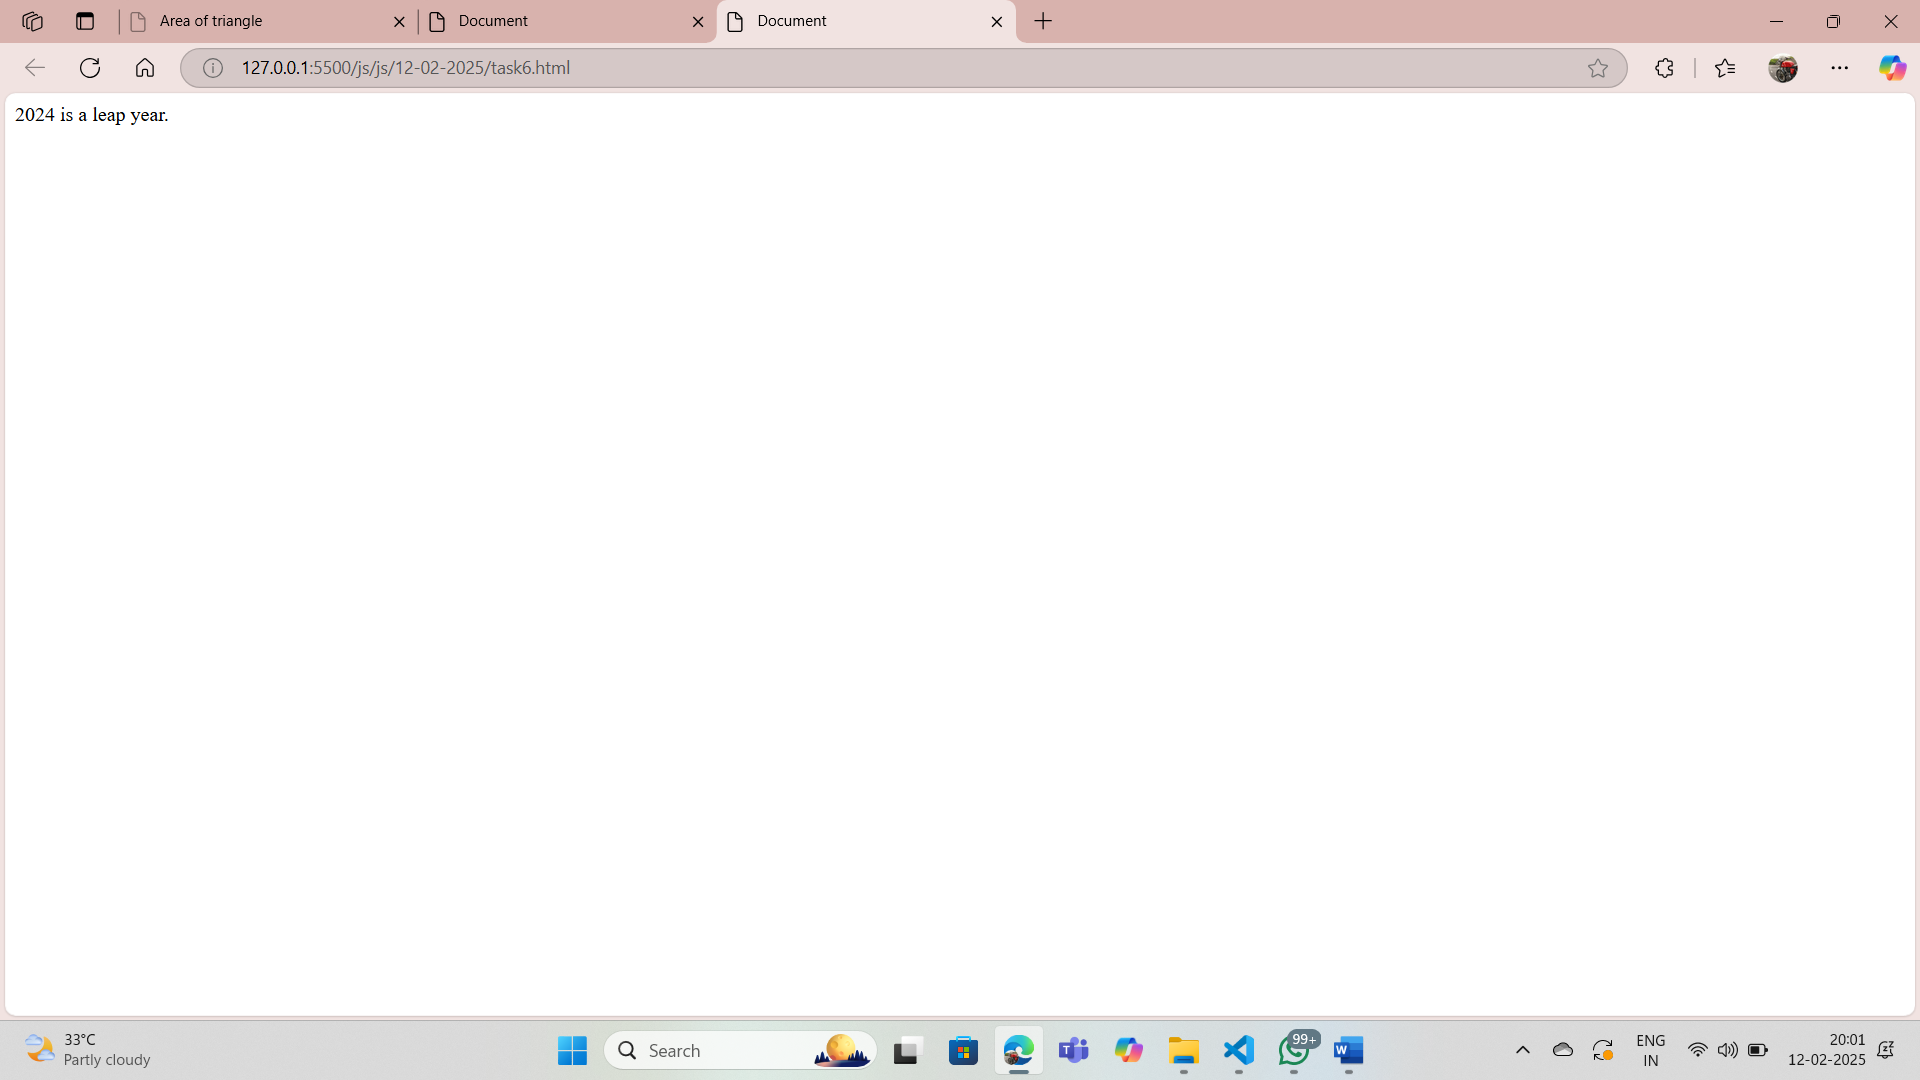 Area of triangle
Document
Document
127.0.0.1:5500/js/js/12-02-2025/task6.html
2024 is a leap year.
33°C
Partly cloudy
Search
99+
ENG
IN
20:01
12-02-2025